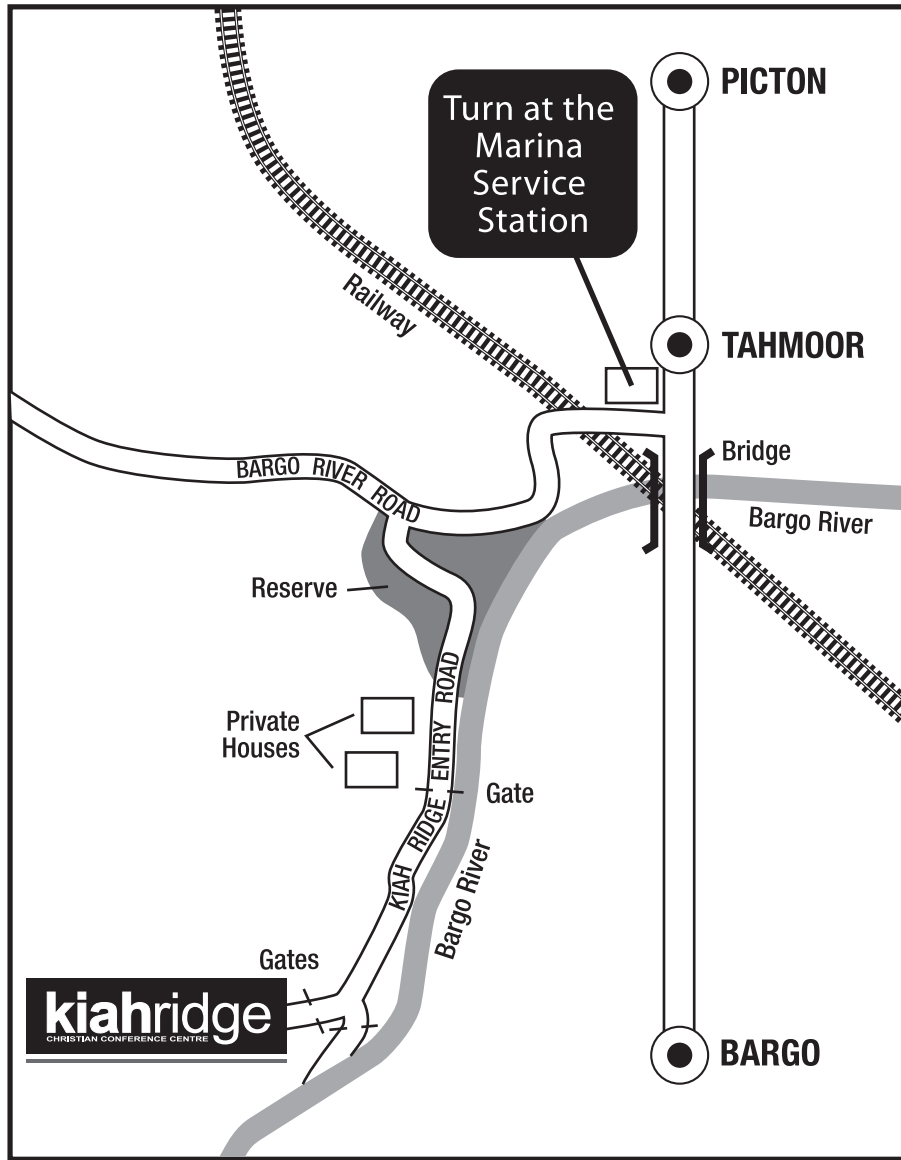 PICTON
Turn at the
Marina
Service
Station
Railway
TAHMOOR
BARGO RIVER ROAD
Bridge
Bargo River
Reserve
Private
Houses
KIAH RIDGE ENTRY ROAD
Gate
Bargo River
Gates
kiahridge
CHRISTIAN CONFERENCE CENTRE
BARGO